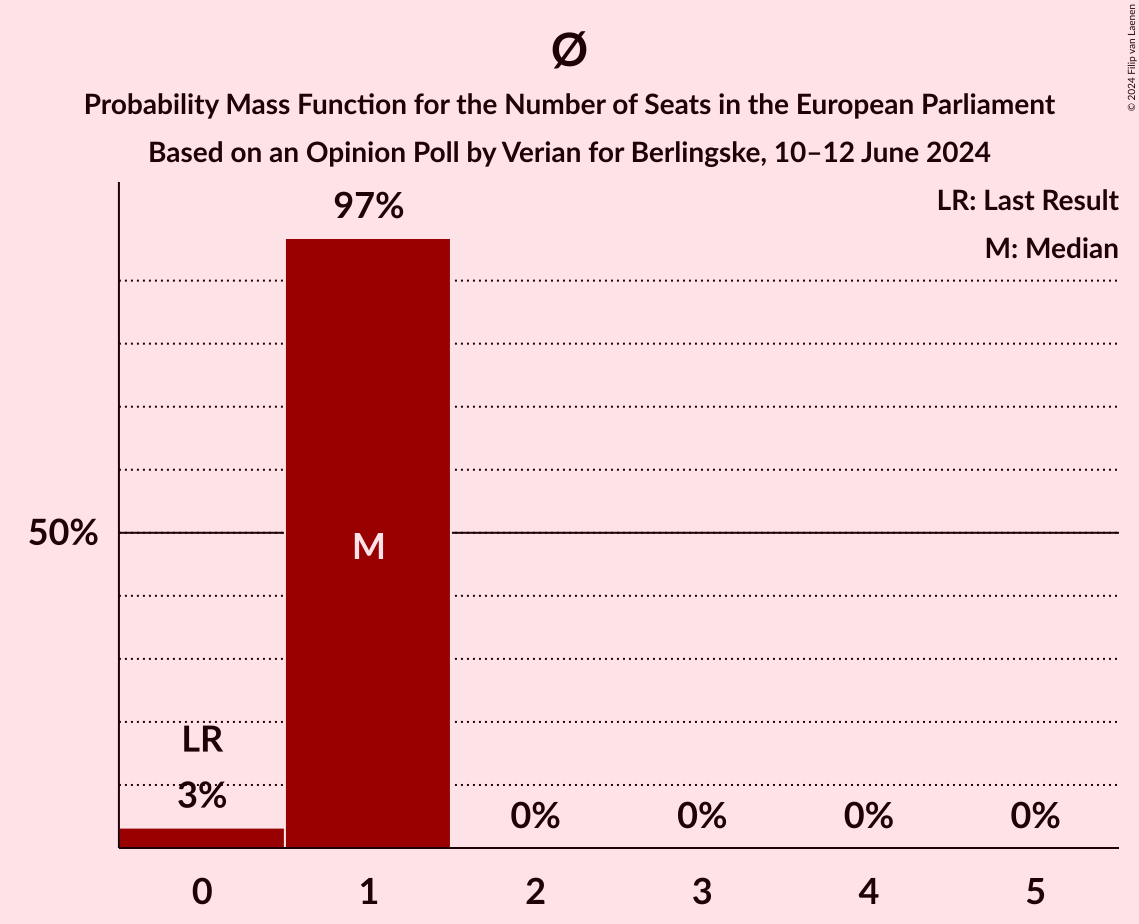 Ø
Probability Mass Function for the Number of Seats in the European Parliament
Based on an Opinion Poll by Verian for Berlingske, 10–12 June 2024
© 2024 Filip van Laenen
LR: Last Result
M: Median
97%
50%
M
LR
3%
0%
0%
0%
0%
0
1
2
3
4
5